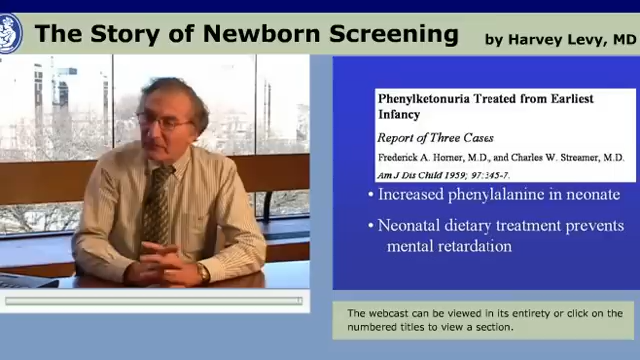 The Story of Newborn Screening by Harvey Levy, MD
Phenylketonuria Treated from Earliest
Infancy
Report of Three Cases
Frederick A. Horner, M.D., and Charles W. Streamer, M.D.
Am J Dis Child 1959; 97:345-7.
• Increased phenylalanine in neonate
• Neonatal dietary treatment prevents
mental retardation
The webcast can be viewed in its entirety or click on the
numbered titles to view a section.